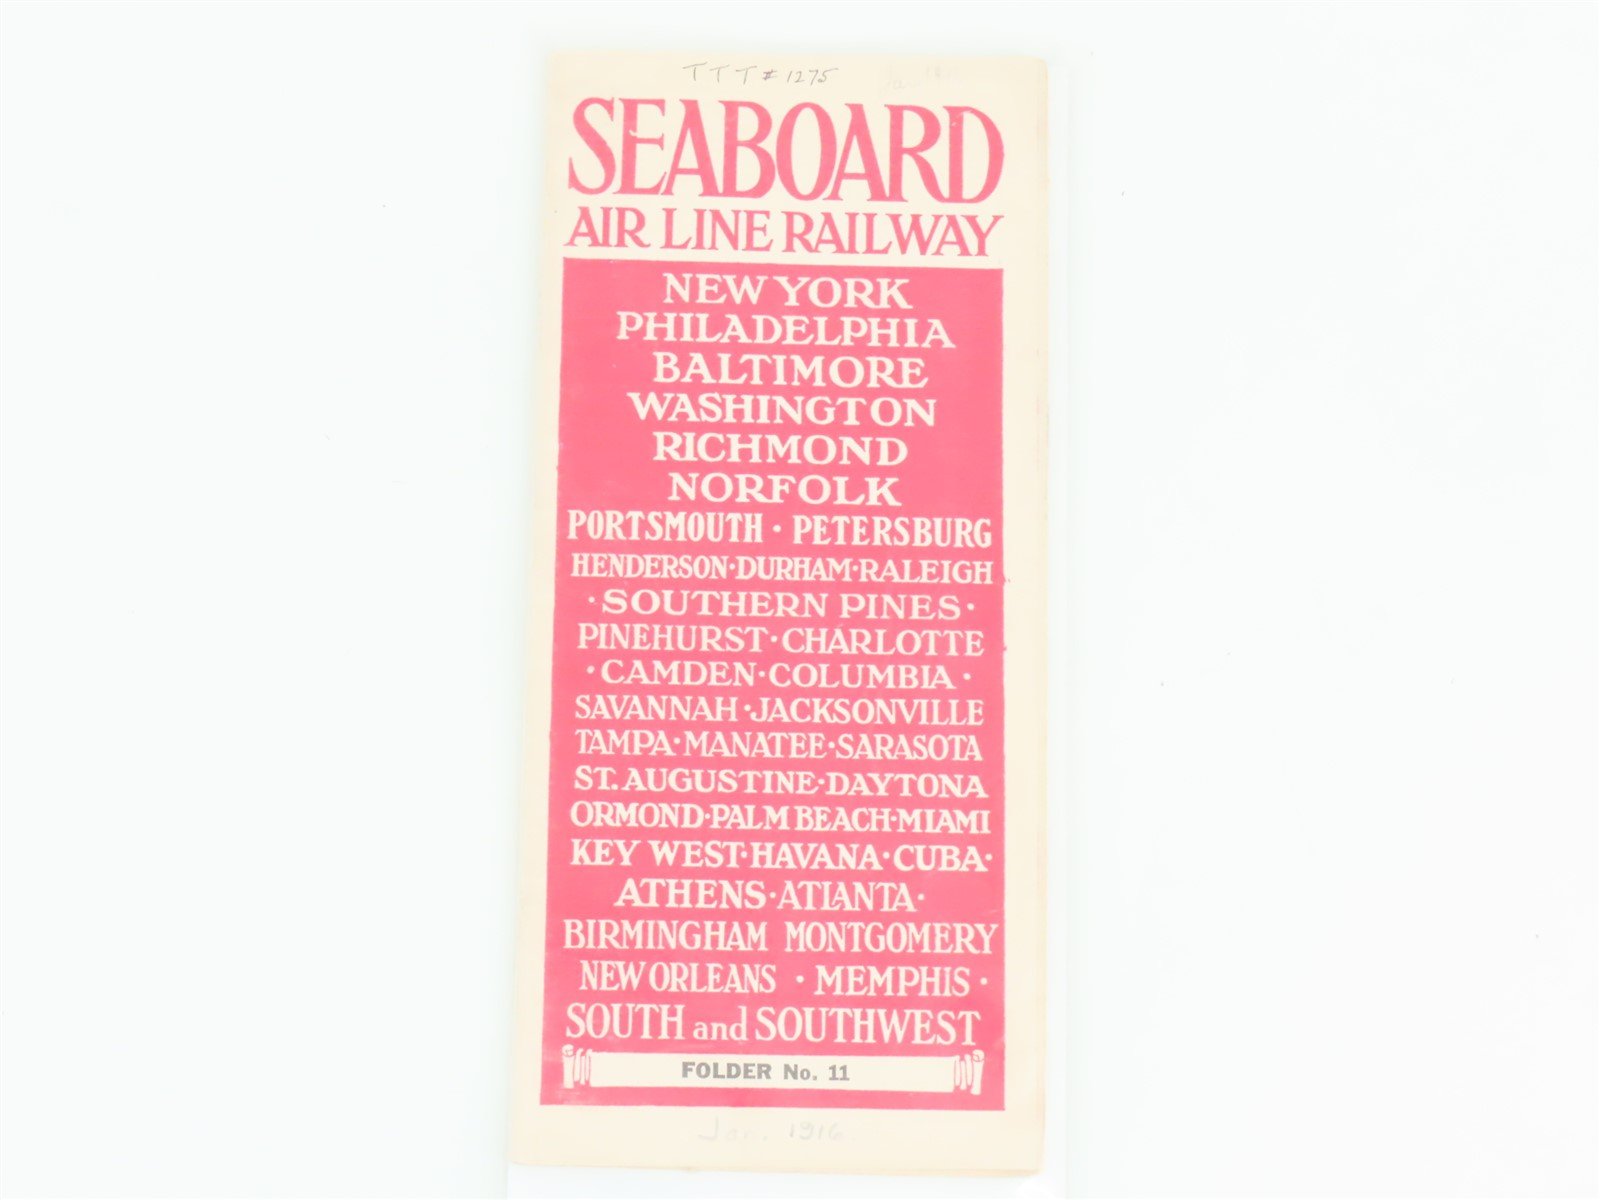 TTT #1275 Jan 1916
SEABOARD
AIR LINE RAILWAY
NEW YORK
PHILADELPHIA
BALTIMORE
WASHINGTON
RICHMOND
NORFOLK
PORTSMOUTH · PETERSBURG
HENDERSON · DURHAM · RALEIGH
· SOUTHERN PINES ·
PINEHURST · CHARLOTTE
· CAMDEN · COLUMBIA ·
SAVANNAH · JACKSONVILLE
TAMPA · MANATEE · SARASOTA
ST. AUGUSTINE · DAYTONA
ORMOND · PALM BEACH · MIAMI
KEY WEST · HAVANA · CUBA ·
ATHENS · ATLANTA ·
BIRMINGHAM MONTGOMERY
NEW ORLEANS · MEMPHIS ·
SOUTH and SOUTHWEST
FOLDER No. 11
Jan. 1916